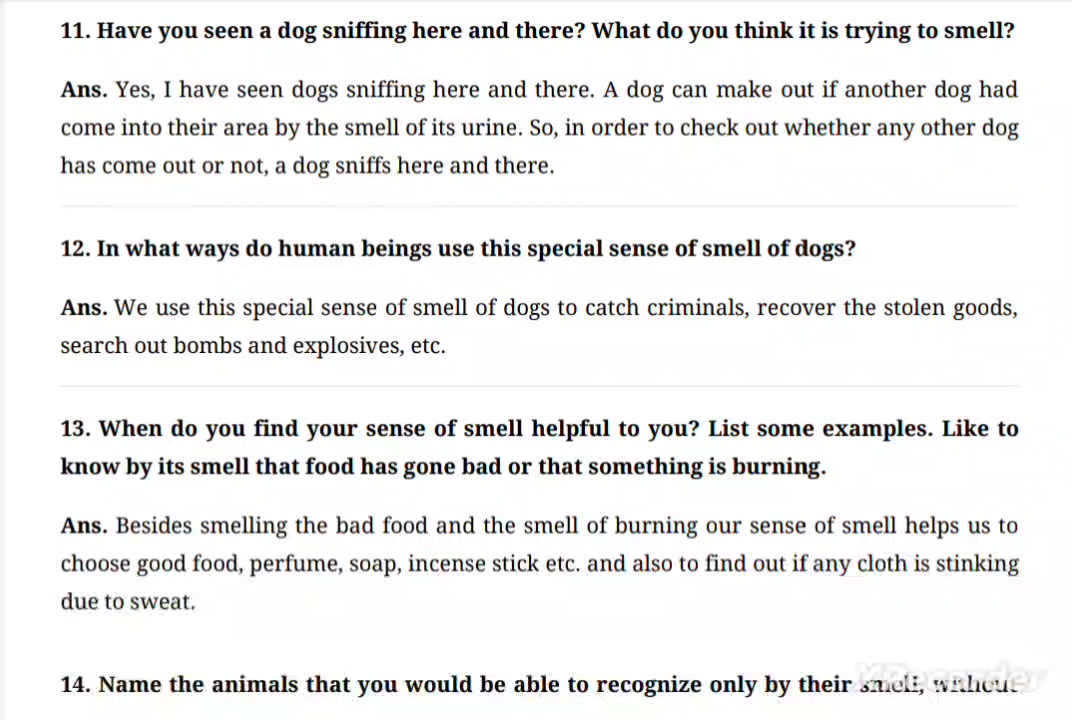 11. Have you seen a dog sniffing here and there? What do you think it is trying to smell?
Ans. Yes, I have seen dogs sniffing here and there. A dog can make out if another dog had
come into their area by the smell of its urine. So, in order to check out whether any other dog
has come out or not, a dog sniffs here and there.
12. In what ways do human beings use this special sense of smell of dogs?
Ans. We use this special sense of smell of dogs to catch criminals, recover the stolen goods,
search out bombs and explosives, etc.
13. When do you find your sense of smell helpful to you? List some examples. Like to
know by its smell that food has gone bad or that something is burning.
Ans. Besides smelling the bad food and the smell of burning our sense of smell helps us to
choose good food, perfume, soap, incense stick etc. and also to find out if any cloth is stinking
due to sweat.
14. Name the animals that you would be able to recognize only by their smell, without
XRecorder